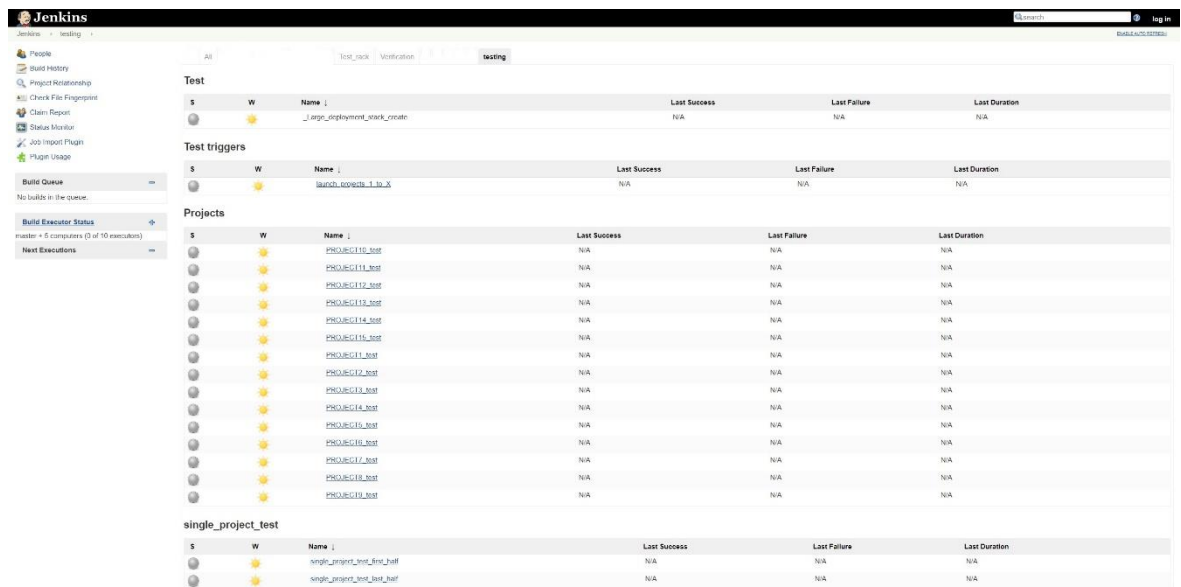 Jenkins
search
log in
Jenkins › testing ›
ENABLE AUTO REFRESH
People
Build History
Project Relationship
Check File Fingerprint
Claim Report
Status Monitor
Job Import Plugin
Plugin Usage
Build Queue
No builds in the queue.
Build Executor Status
master + 5 computers (0 of 10 executors)
Next Executions
All Test_rack Verification testing
Test
S W Name ↓ Last Success Last Failure Last Duration
_Large_deployment_stack_create N/A N/A N/A
Test triggers
S W Name ↓ Last Success Last Failure Last Duration
launch_projects_1_to_X N/A N/A N/A
Projects
S W Name ↓ Last Success Last Failure Last Duration
PROJECT10_test N/A N/A N/A
PROJECT11_test N/A N/A N/A
PROJECT12_test N/A N/A N/A
PROJECT13_test N/A N/A N/A
PROJECT14_test N/A N/A N/A
PROJECT15_test N/A N/A N/A
PROJECT1_test N/A N/A N/A
PROJECT2_test N/A N/A N/A
PROJECT3_test N/A N/A N/A
PROJECT4_test N/A N/A N/A
PROJECT5_test N/A N/A N/A
PROJECT6_test N/A N/A N/A
PROJECT7_test N/A N/A N/A
PROJECT8_test N/A N/A N/A
PROJECT9_test N/A N/A N/A
single_project_test
S W Name ↓ Last Success Last Failure Last Duration
single_project_test_first_half N/A N/A N/A
single_project_test_last_half N/A N/A N/A